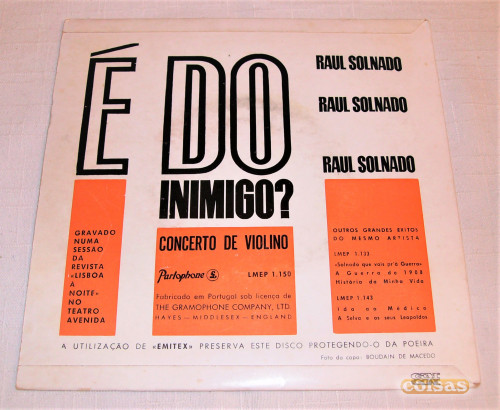 É DO
INIMIGO?
RAUL SOLNADO
RAUL SOLNADO
RAUL SOLNADO
GRAVADO
NUMA
SESSÃO
DA
REVISTA
«LISBOA
À
NOITE»
NO
TEATRO
AVENIDA
CONCERTO DE VIOLINO
Parlophone
LMEP 1.150
Fabricado em Portugal sob licença de
THE GRAMOPHONE COMPANY, LTD.
HAYES — MIDDLESEX — ENGLAND
OUTROS GRANDES ÊXITOS
DO MESMO ARTISTA
LMEP 1.133
«Solnado que vais prà Guerra»
A Guerra de 1908
História da Minha Vida
LMEP 1.143
Ida ao Médico
A Selva e os seus Leopoldos
A UTILIZAÇÃO DE «EMITEX» PRESERVA ESTE DISCO PROTEGENDO-O DA POEIRA
Foto da capa: BOUDAIN DE MACEDO
coisas